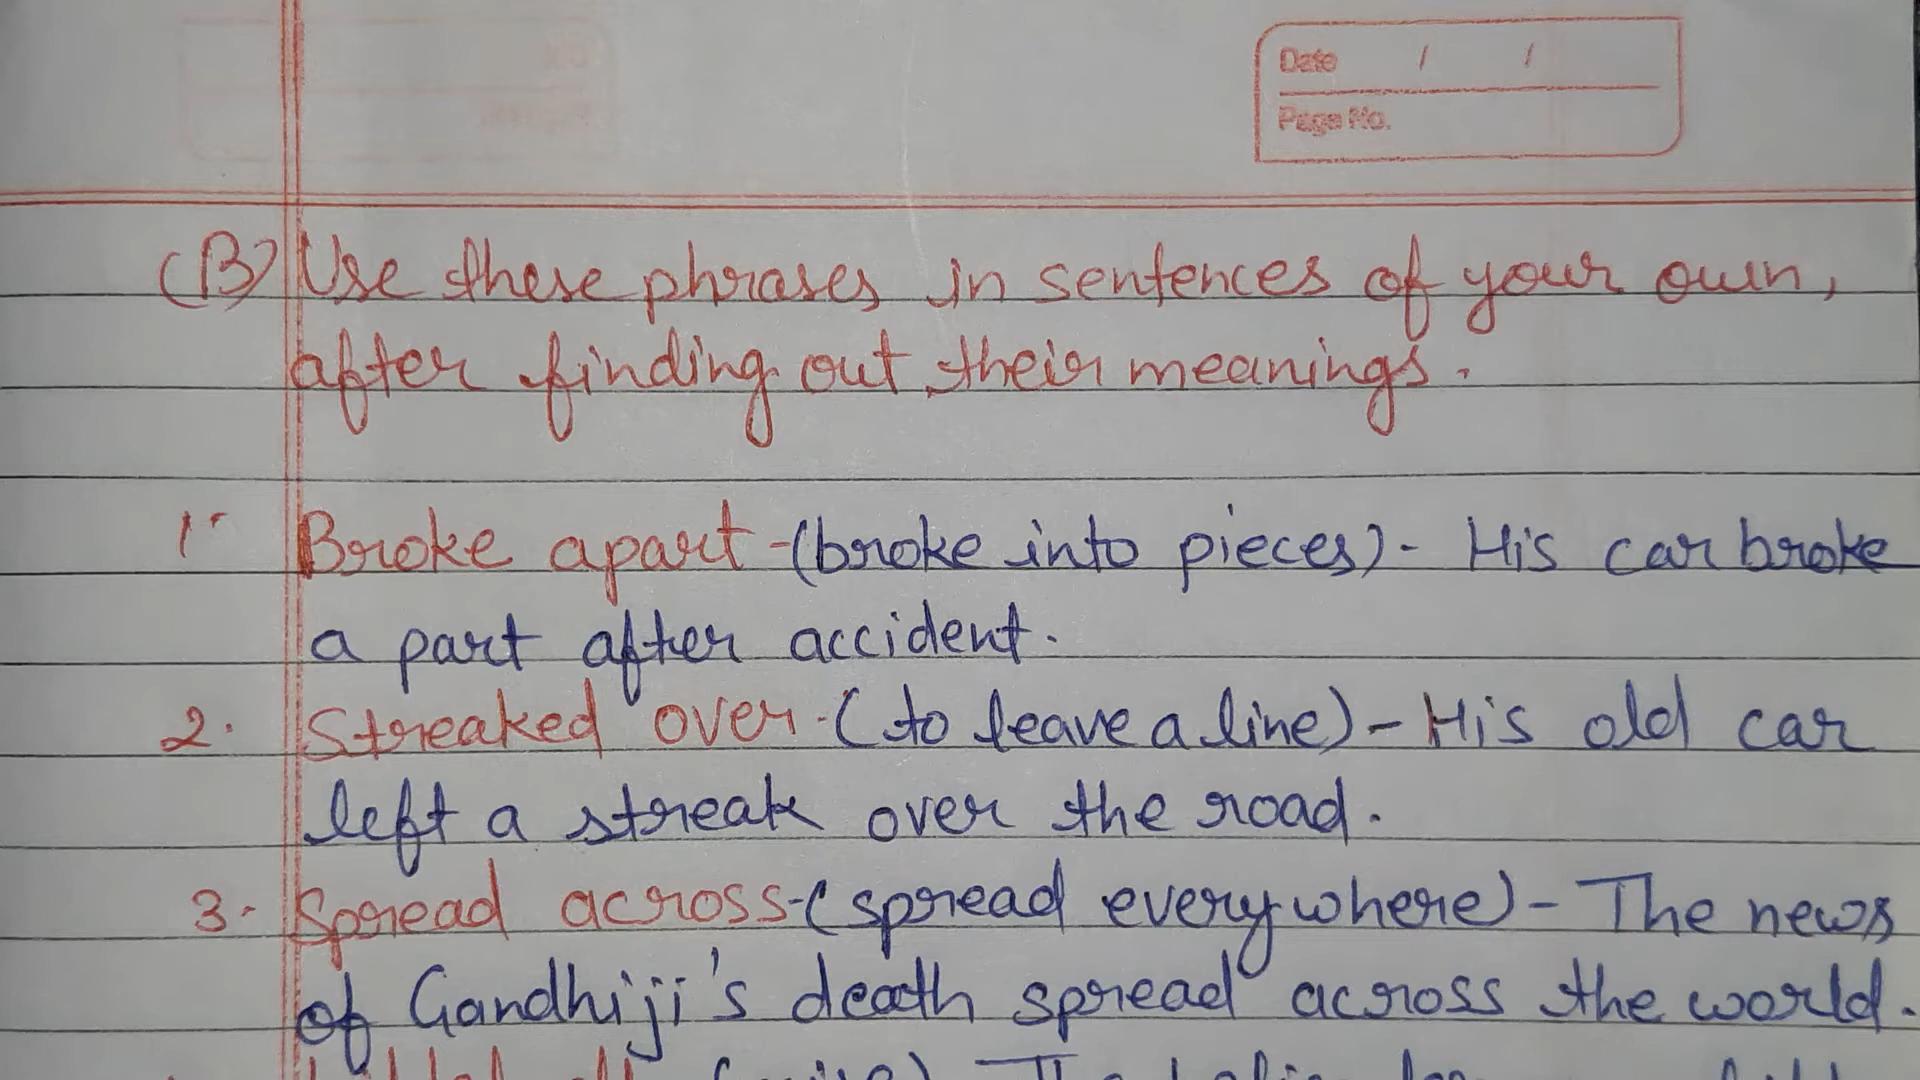 Date / /
Page No.
(B) Use these phrases in sentences of your own,
after finding out their meanings.
1. Broke apart - (broke into pieces) - His car broke
a part after accident.
2. Streaked over - (to leave a line) - His old car
left a streak over the road.
3. Spread across - (spread everywhere) - The news
of Gandhiji's death spread across the world.